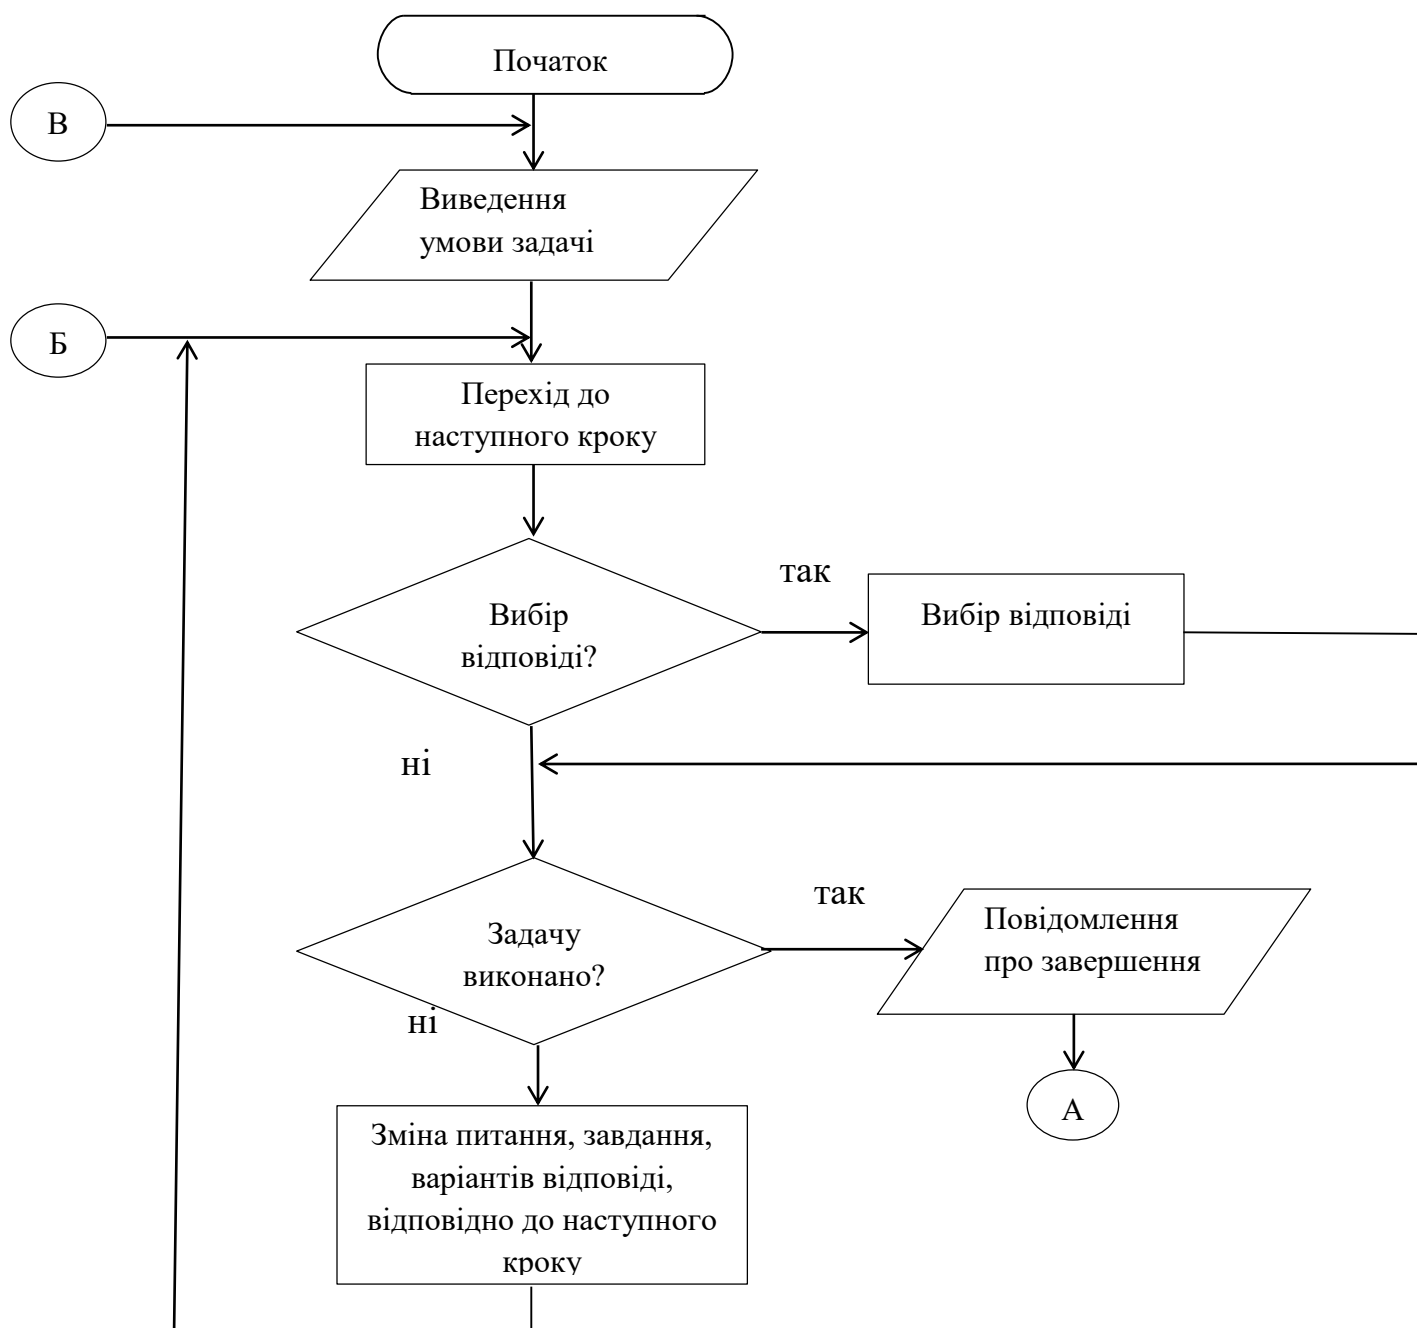 Початок
В
Виведення
умови задачі
Б
Перехід до
наступного кроку
так
Вибір
відповіді?
Вибір відповіді
ні
так
Задачу
виконано?
Повідомлення
про завершення
ні
А
Зміна питання, завдання,
варіантів відповіді,
відповідно до наступного
кроку